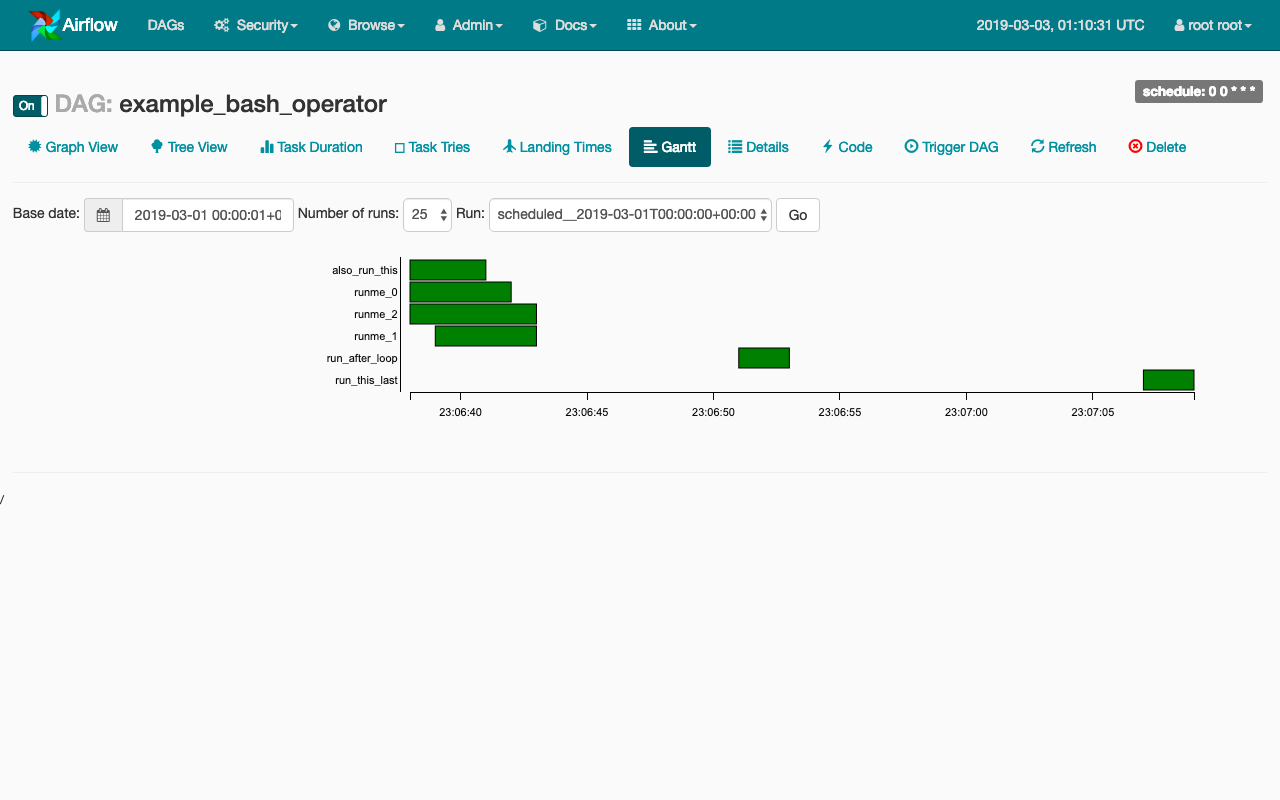 Airflow DAGs Security Browse Admin Docs About 2019-03-03, 01:10:31 UTC root root
schedule: 0 0 * * *
On DAG: example_bash_operator
Graph View Tree View Task Duration Task Tries Landing Times Gantt Details Code Trigger DAG Refresh Delete
Base date: 2019-03-01 00:00:01+0 Number of runs: 25 Run: scheduled__2019-03-01T00:00:00+00:00 Go
also_run_this
runme_0
runme_2
runme_1
run_after_loop
run_this_last
23:06:40 23:06:45 23:06:50 23:06:55 23:07:00 23:07:05
/